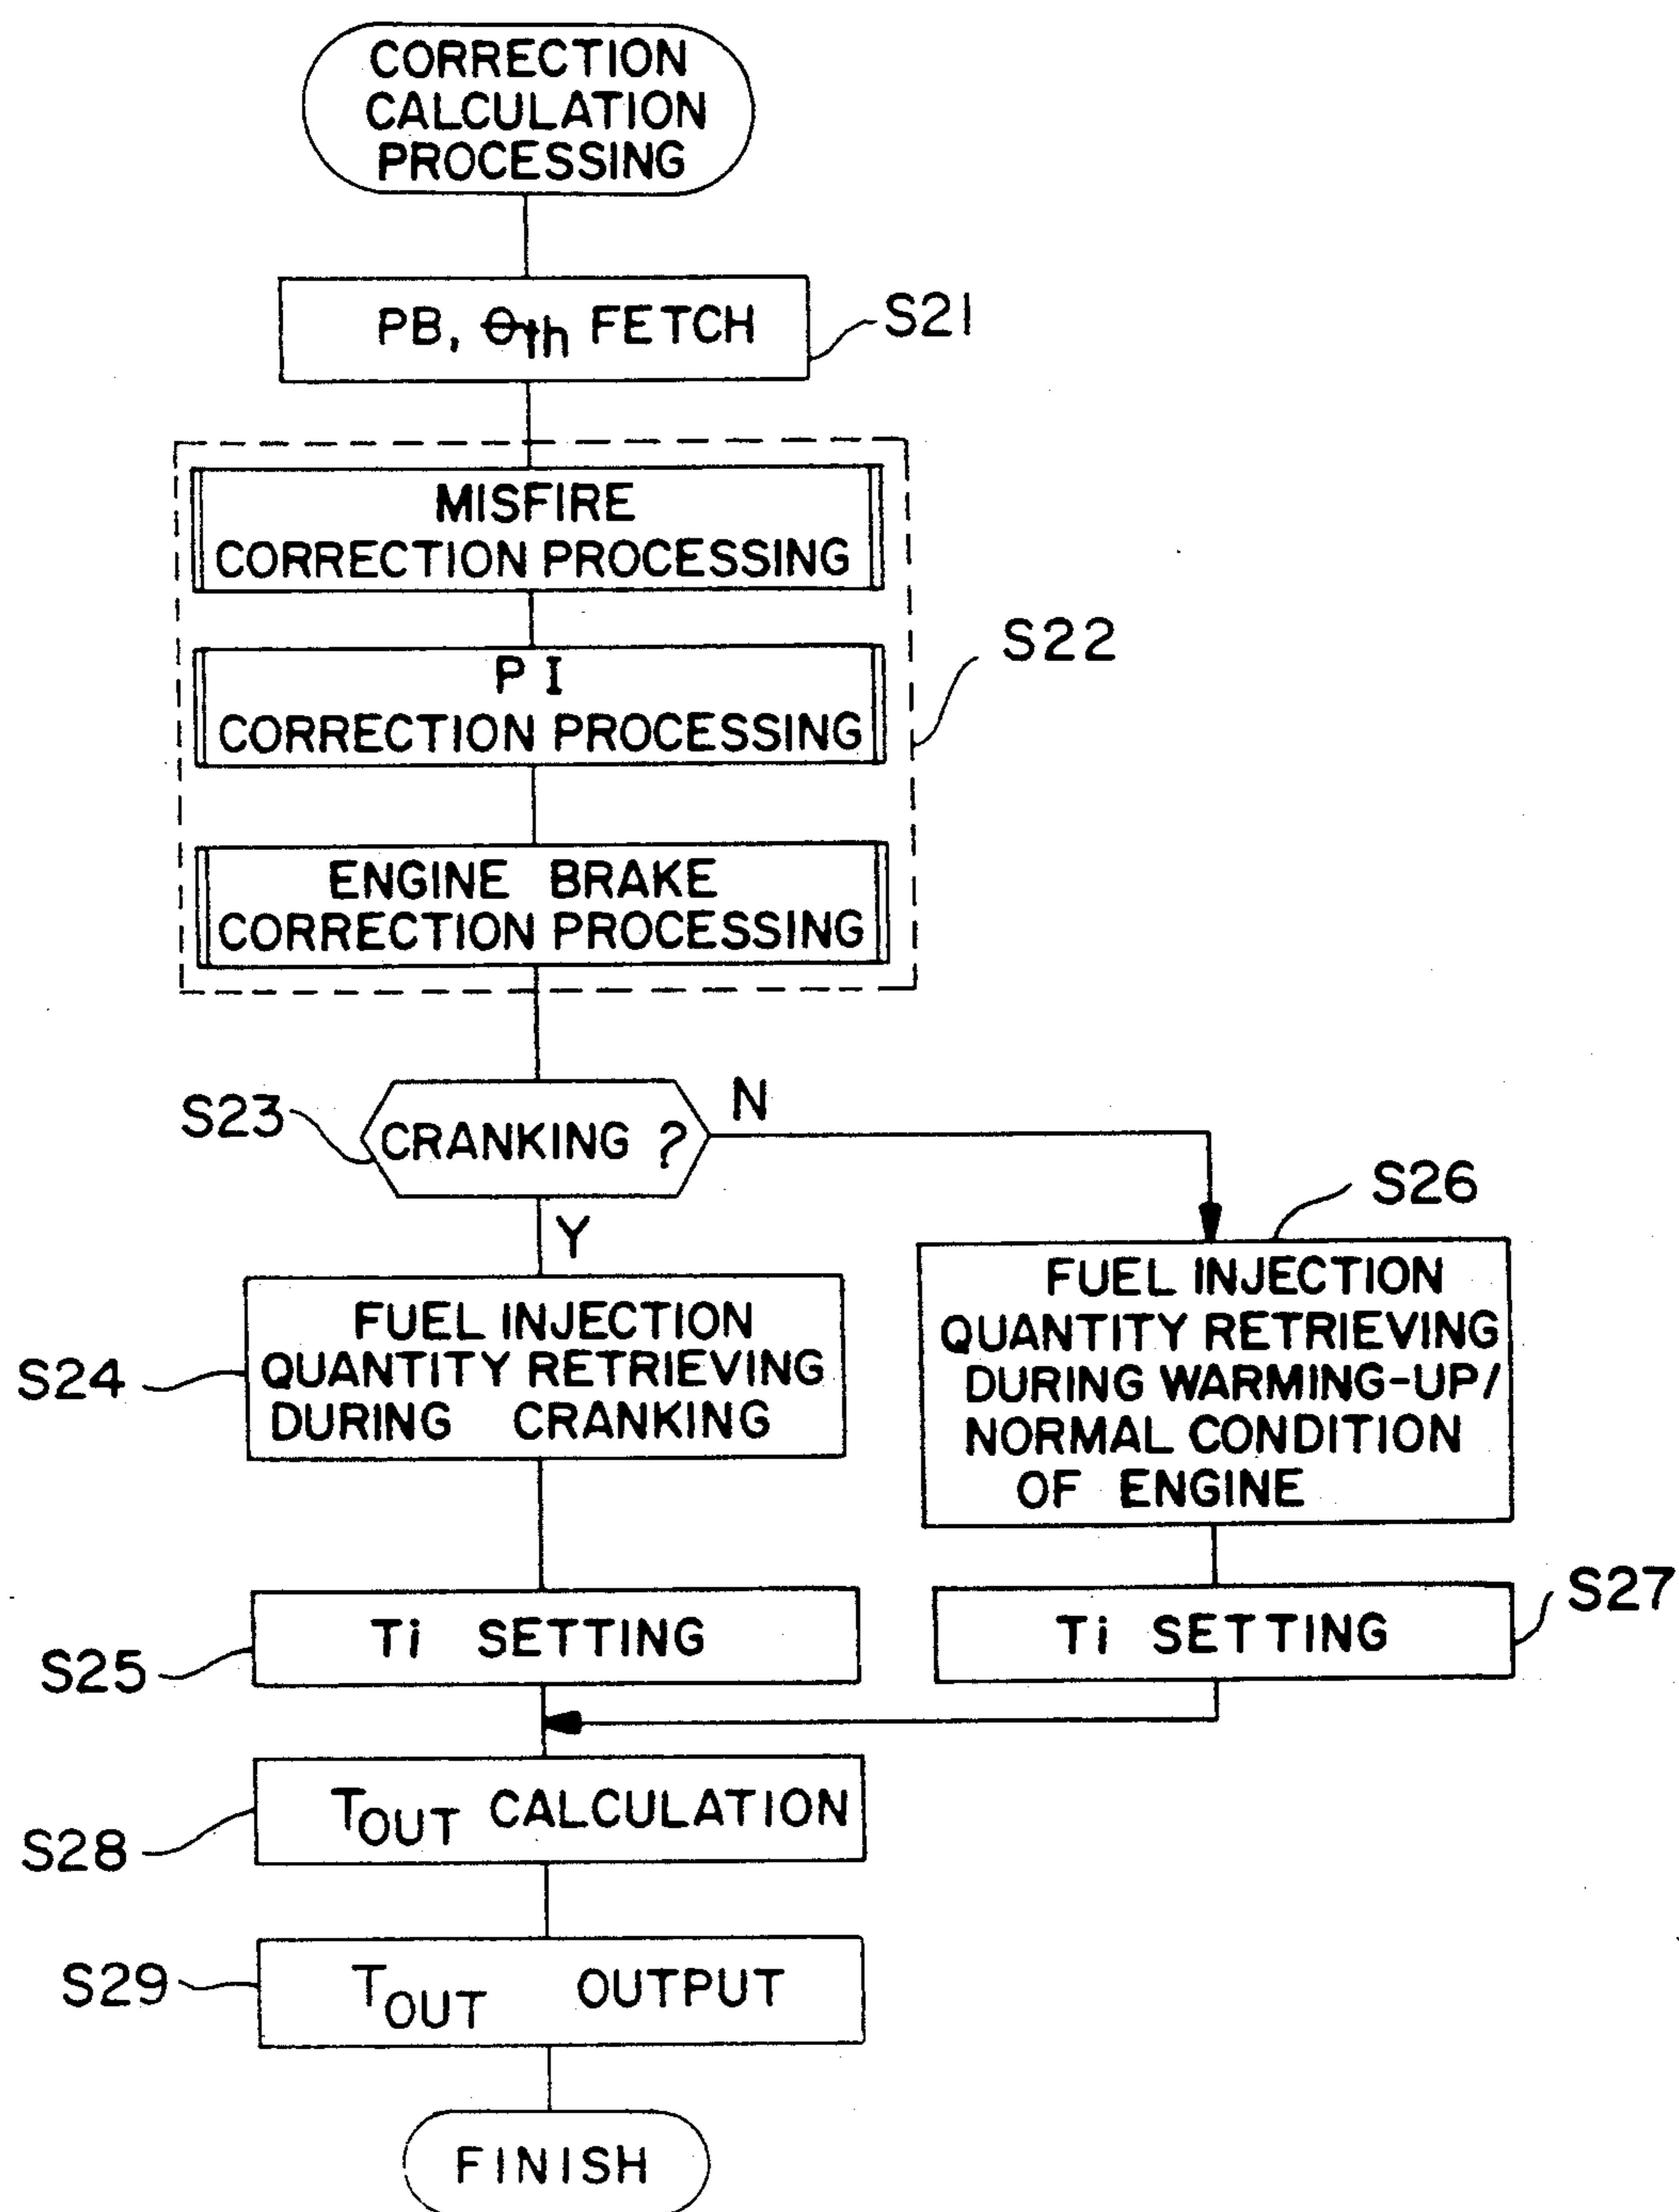 CORRECTION
CALCULATION
PROCESSING
PB, θth FETCH
S21
MISFIRE
CORRECTION PROCESSING
PI
CORRECTION PROCESSING
S22
ENGINE BRAKE
CORRECTION PROCESSING
S23
CRANKING ?
N
Y
S26
FUEL INJECTION
QUANTITY RETRIEVING
DURING CRANKING
S24
FUEL INJECTION
QUANTITY RETRIEVING
DURING WARMING-UP/
NORMAL CONDITION
OF ENGINE
Ti SETTING
S25
Ti SETTING
S27
TOUT CALCULATION
S28
TOUT OUTPUT
S29
FINISH